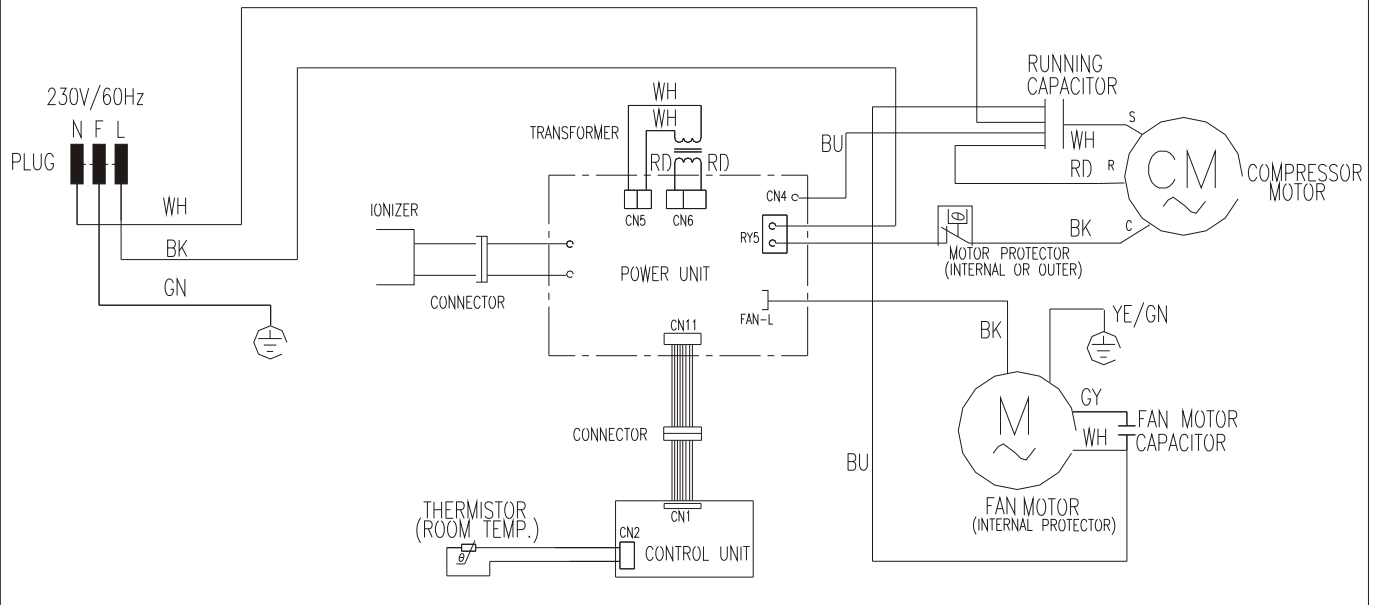 230V/60Hz
N F L
PLUG
WH
BK
GN
IONIZER
CONNECTOR
TRANSFORMER
WH
WH
RD
RD
CN5
CN6
CN4
RY5
POWER UNIT
FAN-L
CN11
CONNECTOR
CN1
CN2
CONTROL UNIT
THERMISTOR
(ROOM TEMP.)
θ
BU
RUNNING
CAPACITOR
S
WH
RD
R
CM
COMPRESSOR
MOTOR
θ
BK
C
MOTOR PROTECTOR
(INTERNAL OR OUTER)
BK
YE/GN
M
GY
WH
FAN MOTOR
CAPACITOR
BU
FAN MOTOR
(INTERNAL PROTECTOR)